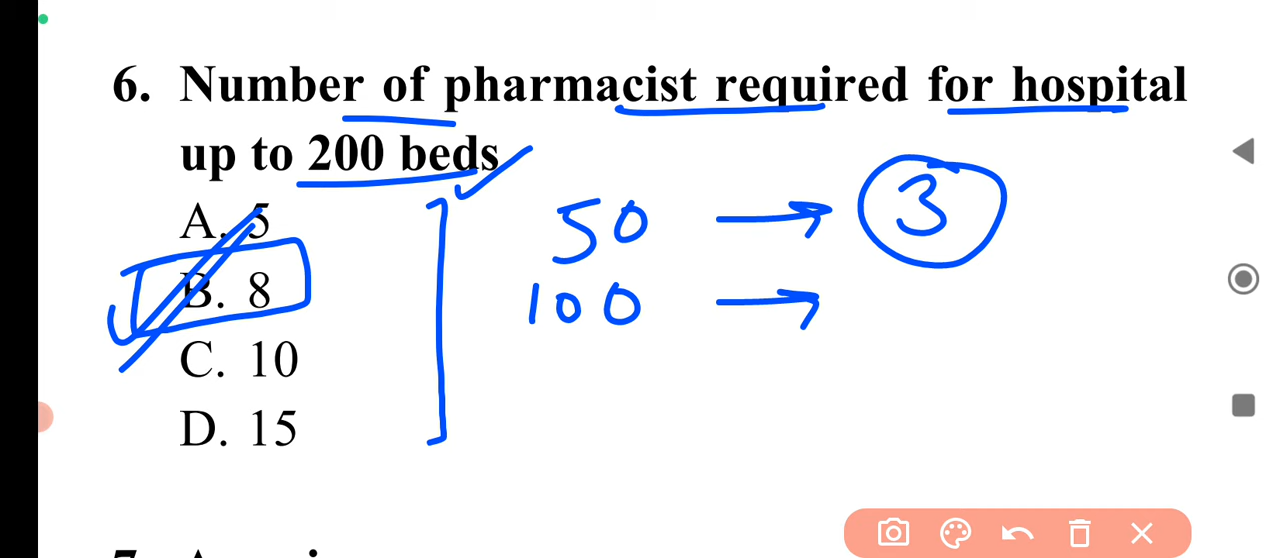 6. Number of pharmacist required for hospital
up to 200 beds
A. 5
B. 8
C. 10
D. 15
50 → 3
100 →